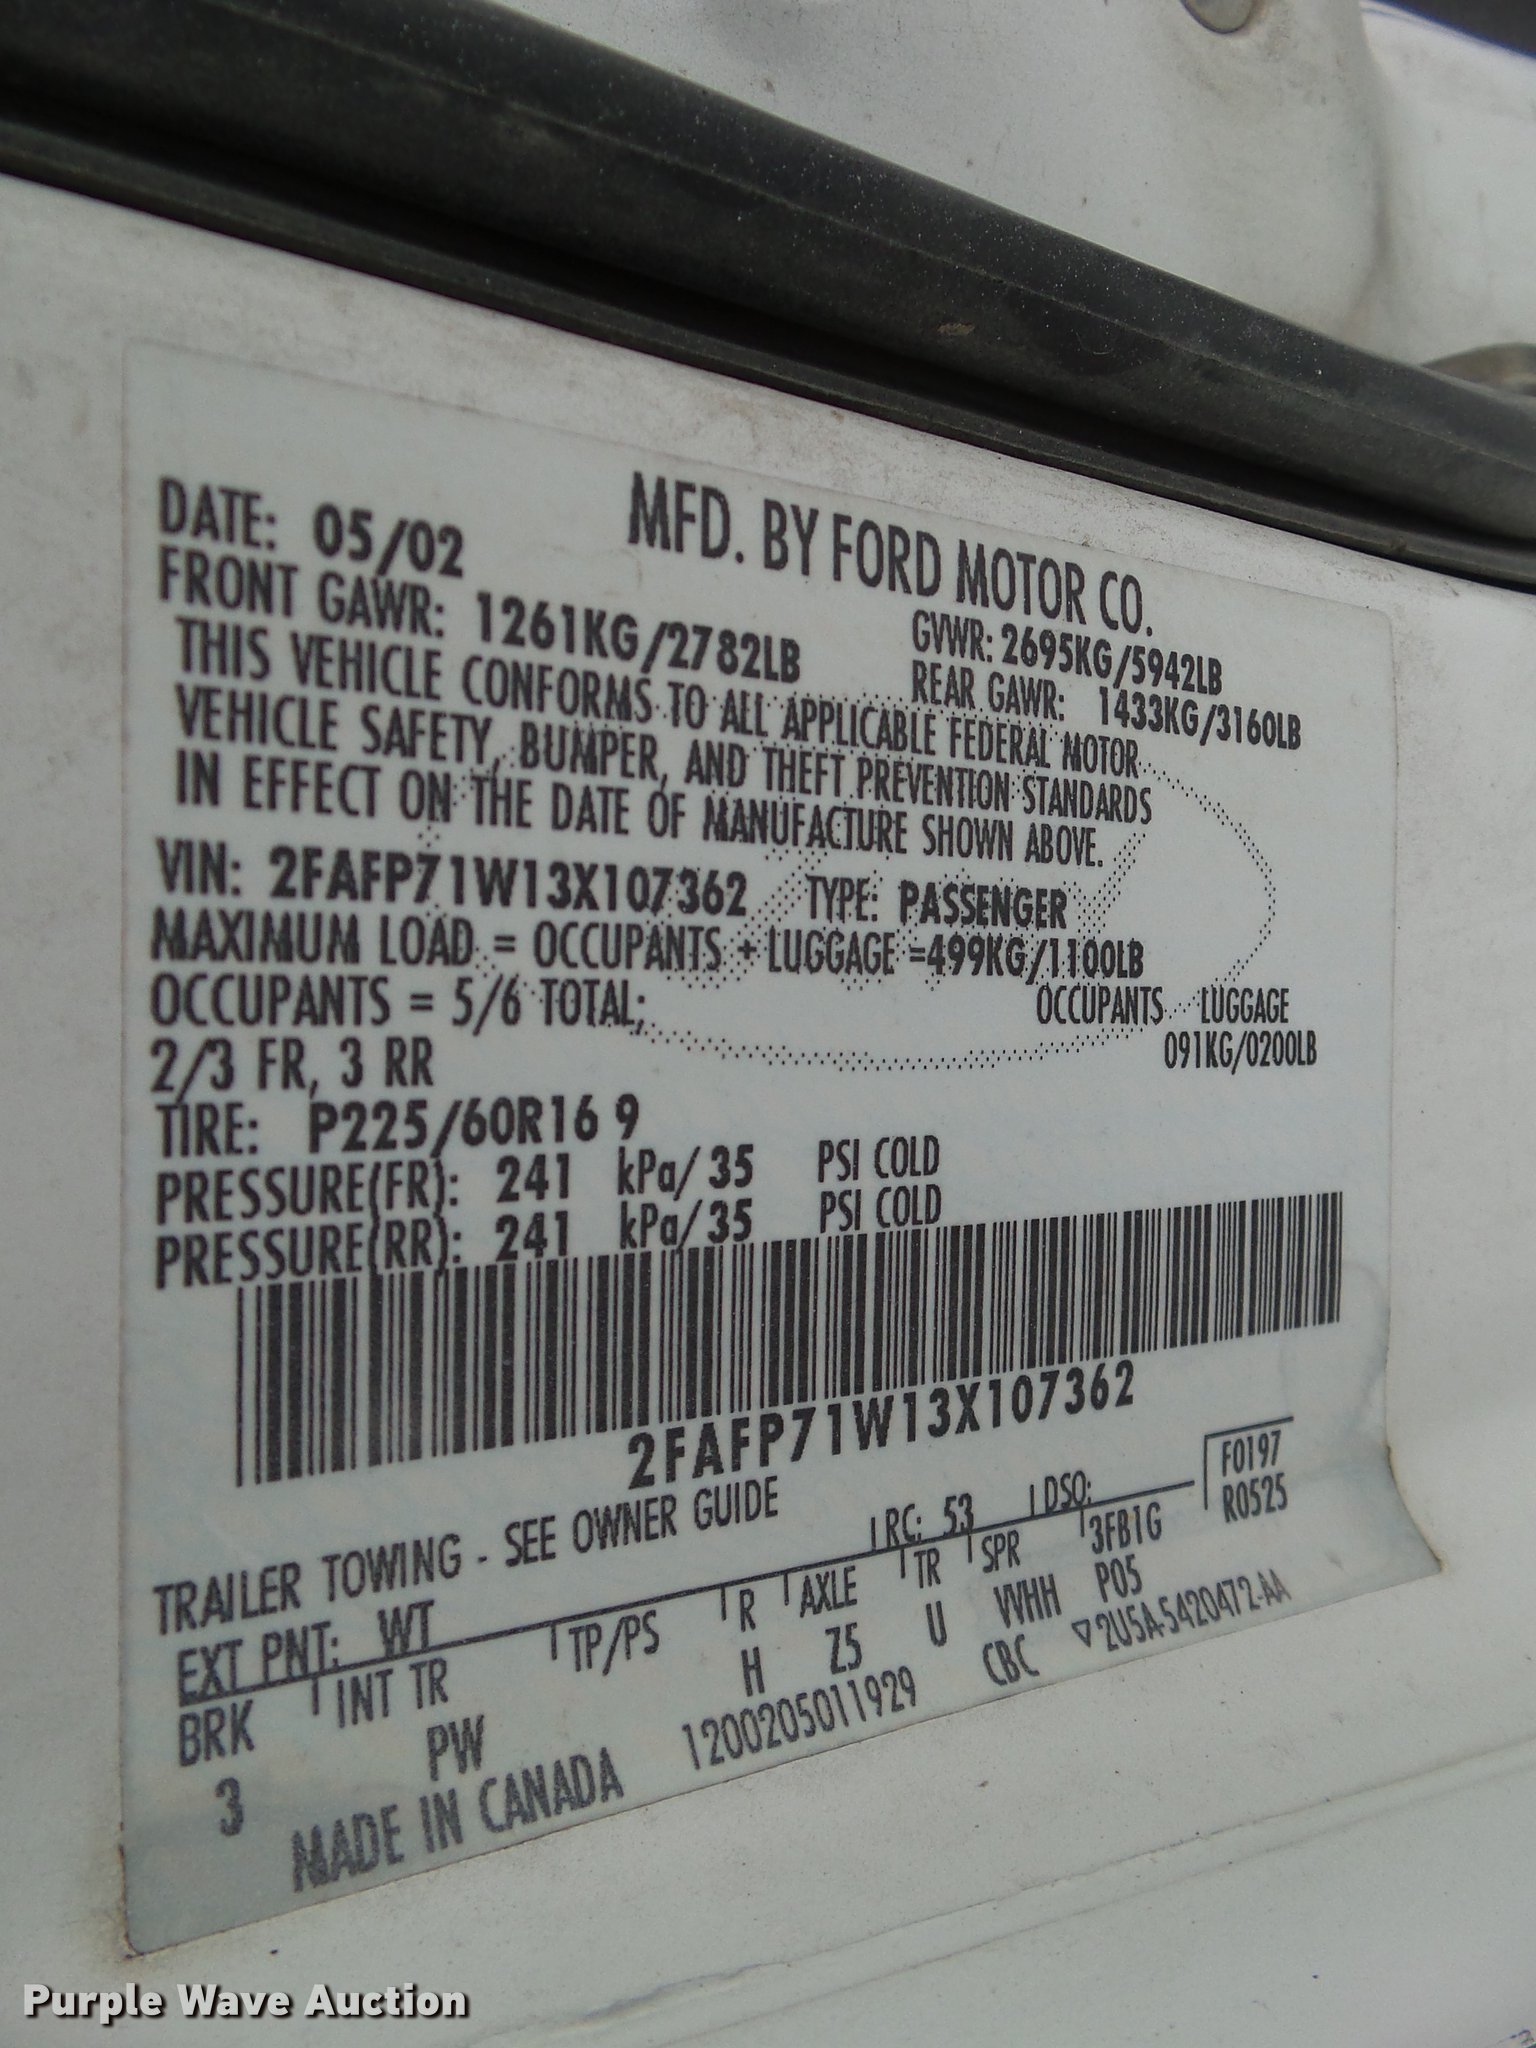 MFD. BY FORD MOTOR CO.
DATE: 05/02
GVWR: 2695KG/5942LB
FRONT GAWR: 1261KG/2782LB
REAR GAWR: 1433KG/3160LB
THIS VEHICLE CONFORMS TO ALL APPLICABLE FEDERAL MOTOR
VEHICLE SAFETY, BUMPER, AND THEFT PREVENTION STANDARDS
IN EFFECT ON THE DATE OF MANUFACTURE SHOWN ABOVE.
VIN: 2FAFP71W13X107362 TYPE: PASSENGER
MAXIMUM LOAD = OCCUPANTS + LUGGAGE =499KG/1100LB
OCCUPANTS = 5/6 TOTAL; OCCUPANTS LUGGAGE
2/3 FR, 3 RR 091KG/0200LB
TIRE: P225/60R16 9
PRESSURE(FR): 241 kPa/ 35 PSI COLD
PRESSURE(RR): 241 kPa/35 PSI COLD
2FAFP71W13X107362
TRAILER TOWING - SEE OWNER GUIDE
F0197
EXT PNT: WT RC: 53 DSO: R0525
BRK INT TR TP/PS R AXLE TR SPR 3FB1G
3 PW H Z5 U VVHH P05
MADE IN CANADA 1200205011929 CBC ▽2U5A-5420472-AA
Purple Wave Auction